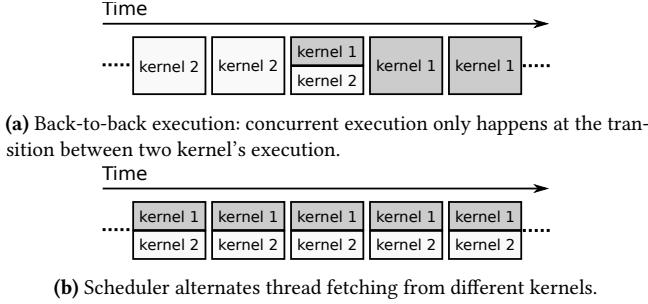 Time
kernel 2 kernel 2 kernel 1 kernel 1 kernel 1
kernel 2
(a) Back-to-back execution: concurrent execution only happens at the tran-
sition between two kernel's execution.
Time
kernel 1 kernel 1 kernel 1 kernel 1 kernel 1
kernel 2 kernel 2 kernel 2 kernel 2 kernel 2
(b) Scheduler alternates thread fetching from different kernels.